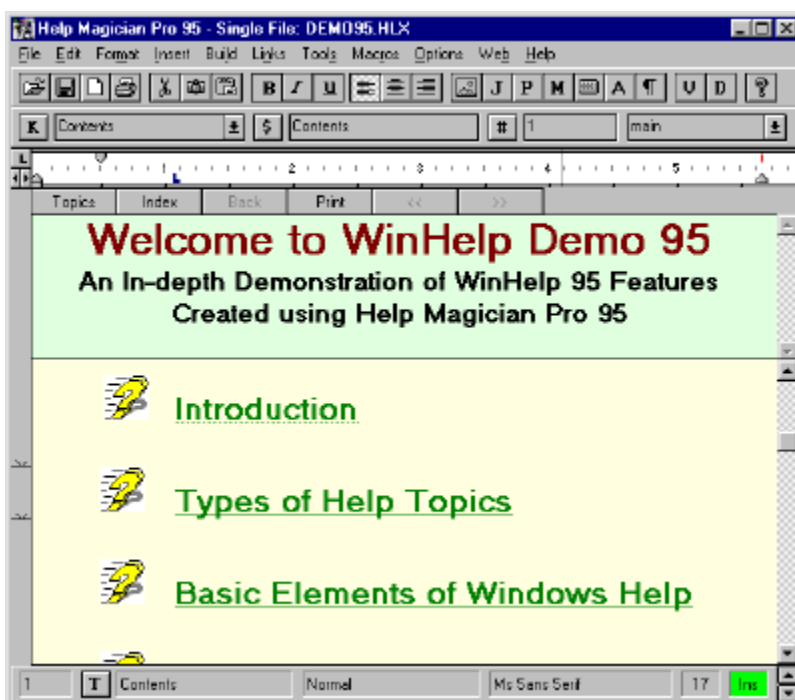 Help Magician Pro 95 - Single File: DEMO95.HLX
File Edit Format Insert Build Links Tools Macros Options Web Help
B I U J P M A ¶ V D ?
K Contents $ Contents # 1 main
L 1 2 3 4 5
Topics Index Back Print << >>
Welcome to WinHelp Demo 95
An In-depth Demonstration of WinHelp 95 Features
Created using Help Magician Pro 95
Introduction
Types of Help Topics
Basic Elements of Windows Help
1 T Contents Normal Ms Sans Serif 17 Ins